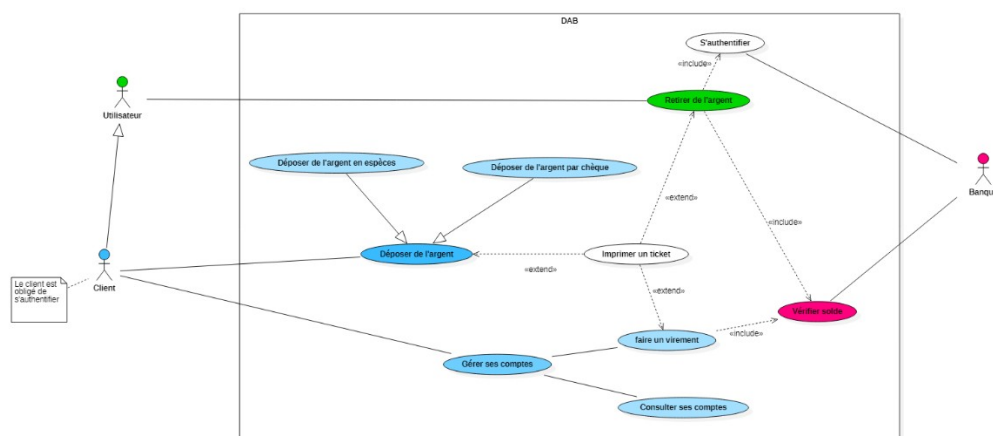 DAB
S'authentifier
«include»
Retirer de l'argent
Utilisateur
Déposer de l'argent en espèces
Déposer de l'argent par chèque
Banqu
«extend»
«include»
Déposer de l'argent
«extend»
Imprimer un ticket
Client
Le client est
obligé de
s'authentifier
«extend»
Vérifier solde
faire un virement
«include»
Gérer ses comptes
Consulter ses comptes